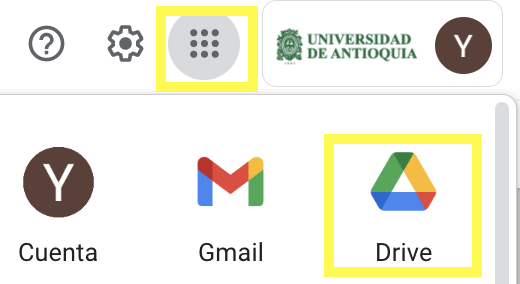 UNIVERSIDAD
DE ANTIOQUIA
Y
Y
Cuenta
Gmail
Drive